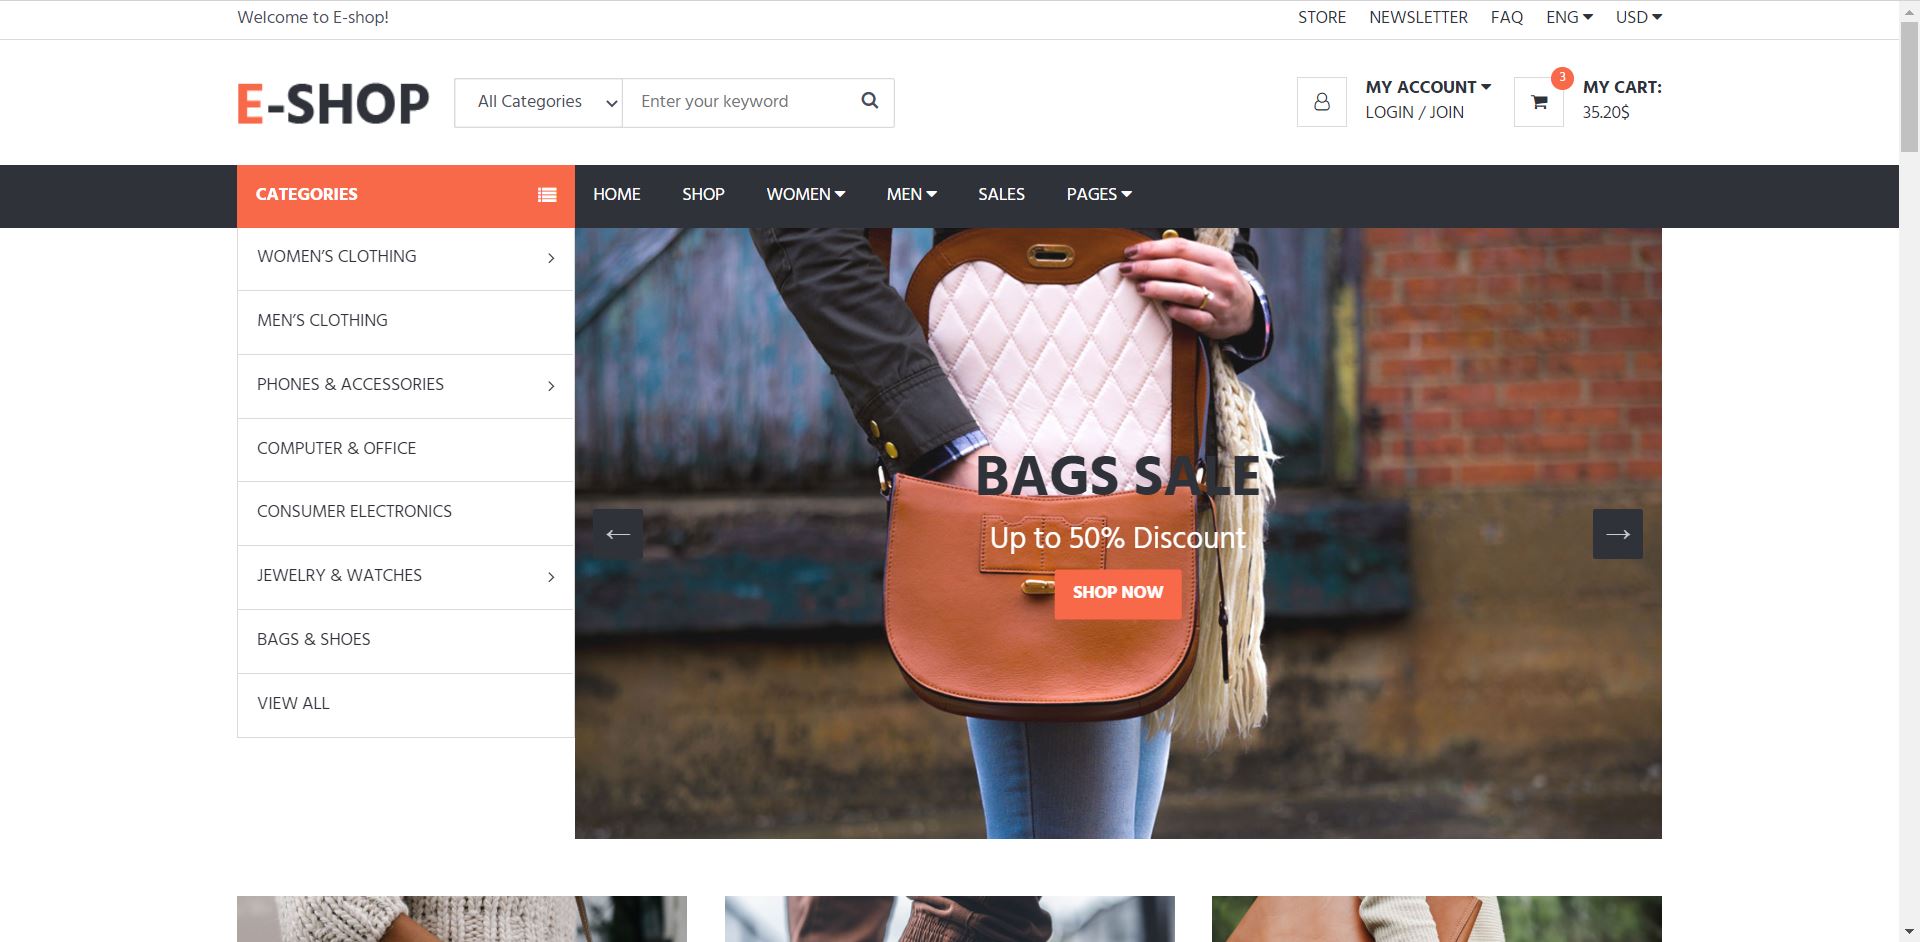 Welcome to E-shop!
STORE NEWSLETTER FAQ ENG USD
E-SHOP
All Categories
Enter your keyword
MY ACCOUNT
LOGIN / JOIN
3
MY CART:
35.20$
CATEGORIES
HOME SHOP WOMEN MEN SALES PAGES
WOMEN’S CLOTHING
MEN’S CLOTHING
PHONES & ACCESSORIES
COMPUTER & OFFICE
CONSUMER ELECTRONICS
JEWELRY & WATCHES
BAGS & SHOES
VIEW ALL
BAGS SALE
Up to 50% Discount
SHOP NOW